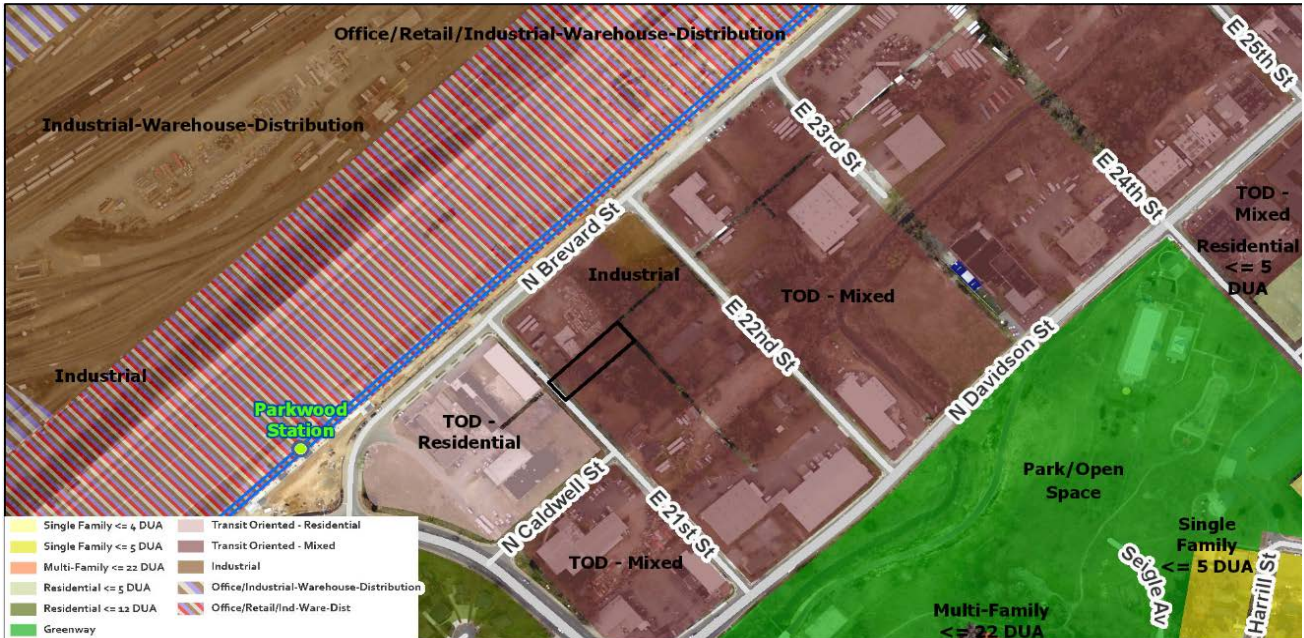 Office/Retail/Industrial-Warehouse-Distribution
E 25th St
Industrial-Warehouse-Distribution
E 23rd St
E 24th St
TOD -
Mixed
N Brevard St
Residential
<= 5
DUA
Industrial
TOD - Mixed
E 22nd St
N Davidson St
Industrial
Parkwood
Station
TOD -
Residential
Park/Open
Space
N Caldwell St
E 21st St
Single
Family
<= 5 DUA
TOD - Mixed
Seigle Av
Harrill St
Multi-Family
<= 22 DUA
Single Family <= 4 DUA
Single Family <= 5 DUA
Multi-Family <= 22 DUA
Residential <= 5 DUA
Residential <= 12 DUA
Greenway
Transit Oriented - Residential
Transit Oriented - Mixed
Industrial
Office/Industrial-Warehouse-Distribution
Office/Retail/Ind-Ware-Dist